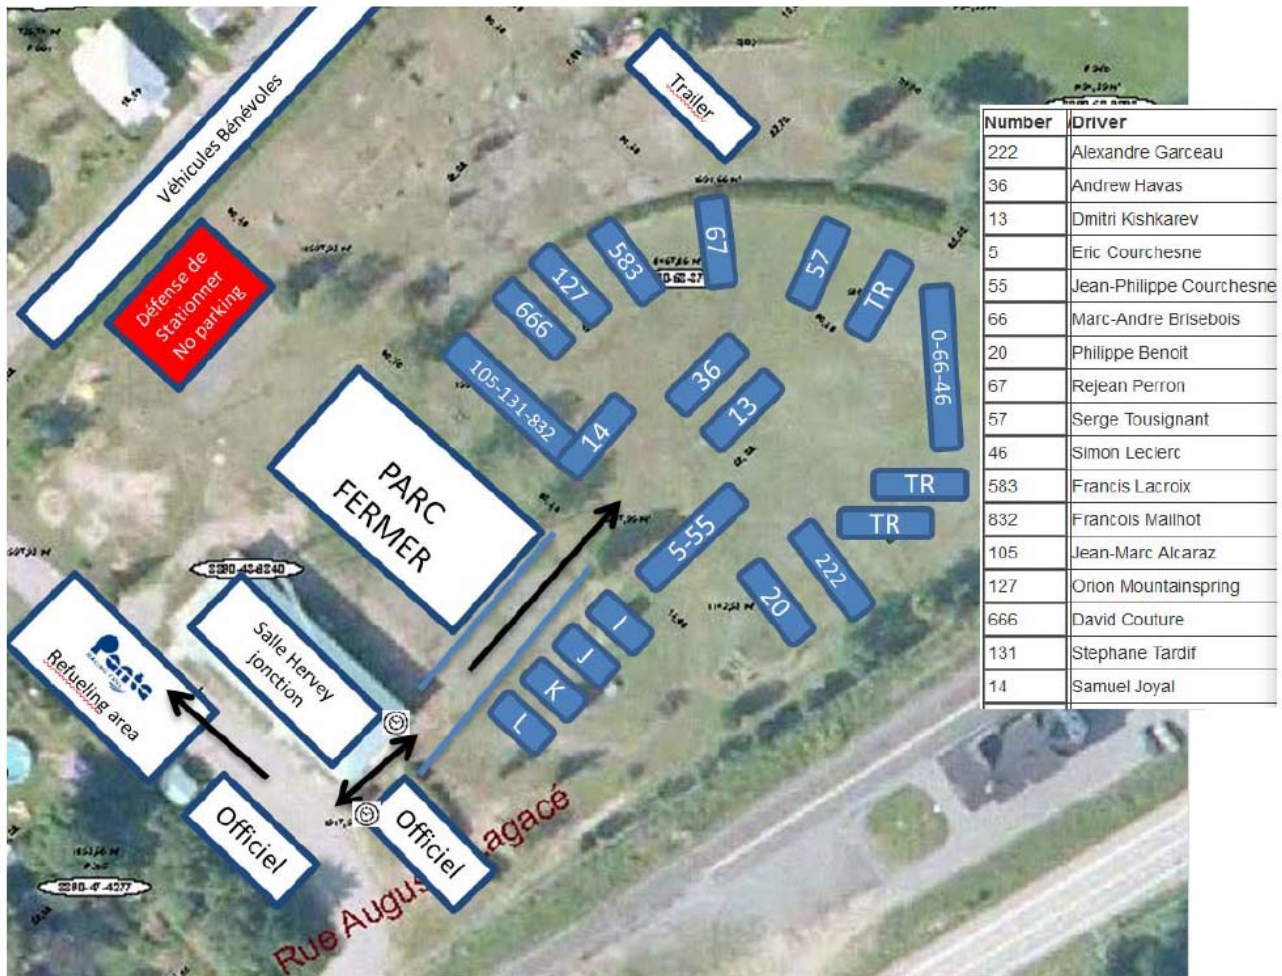 Véhicules Bénévoles
Trailer
Défense de
Stationner
No parking
67
583
127
666
57
TR
0-66-46
105-131-832
14
36
13
TR
TR
5-55
222
20
PARC
FERMER
I
J
K
L
Salle Hervey
jonction
Penta
Refueling area
Officiel
Officiel
2290-47-4277
Rue Augus
agacé
Number Driver
222 Alexandre Garceau
36 Andrew Havas
13 Dmitri Kishkarev
5 Eric Courchesne
55 Jean-Philippe Courchesne
66 Marc-Andre Brisebois
20 Philippe Benoit
67 Rejean Perron
57 Serge Tousignant
46 Simon Leclerc
583 Francis Lacroix
832 Francois Mailhot
105 Jean-Marc Alcaraz
127 Orion Mountainspring
666 David Couture
131 Stephane Tardif
14 Samuel Joyal